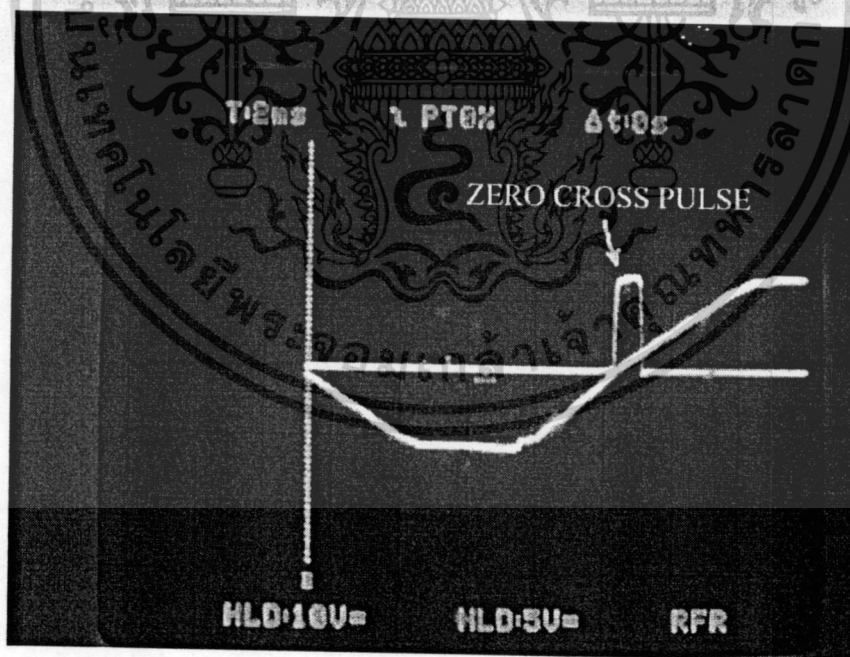 T:2ms PT0% Δt:0s
ZERO CROSS PULSE
HLD:10V= HLD:5V= RFR